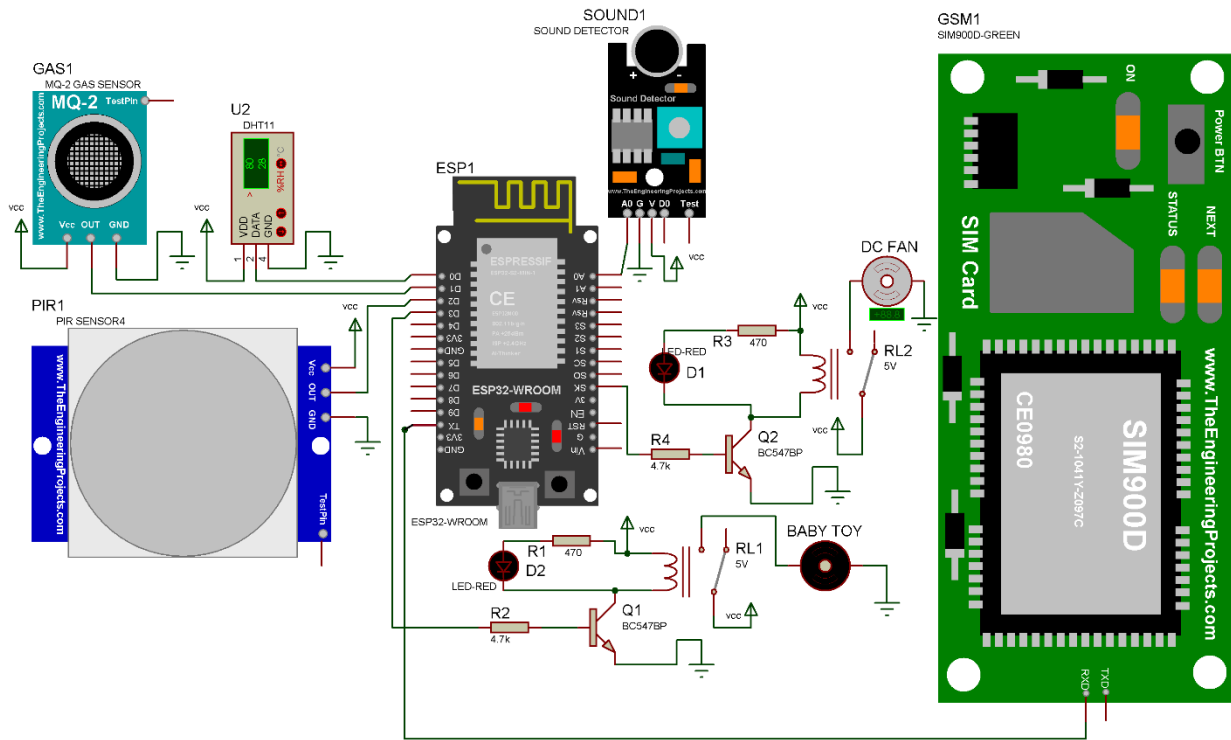 SOUND1
SOUND DETECTOR
+ -
Sound Detector
www.TheEngineeringProjects.com
A0 G V D0 Test
vcc
GSM1
SIM900D-GREEN
ON
Power BTN
STATUS
NEXT
SIM Card
www.TheEngineeringProjects.com
CE0980
S2-1041Y-Z097C
SIM900D
RXD
TXD
GAS1
MQ-2 GAS SENSOR
MQ-2 TestPin
www.TheEngineeringProjects.com
Vcc OUT GND
vcc
U2
DHT11
80
28
>
%RH °C
VDD
DATA
GND
1 2 4
vcc
ESP1
ESPRESSIF
CE
ESP32-WROOM
D0
D1
D2
D3
D4
3V3
GND
D5
D6
D7
D8
D9
TX
3V3
GND
A0
A1
Rsv
Rsv
S3
S2
S1
SC
SO
SK
3V
EN
RST
G
Vin
ESP32-WROOM
PIR1
PIR SENSOR4
vcc
Vcc
OUT
GND
www.TheEngineeringProjects.com
TestPin
DC FAN
vcc
R3
470
LED-RED
D1
RL2
5V
vcc
R4
4.7k
Q2
BC547BP
R1
470
vcc
D2
LED-RED
RL1
5V
vcc
BABY TOY
R2
4.7k
Q1
BC547BP